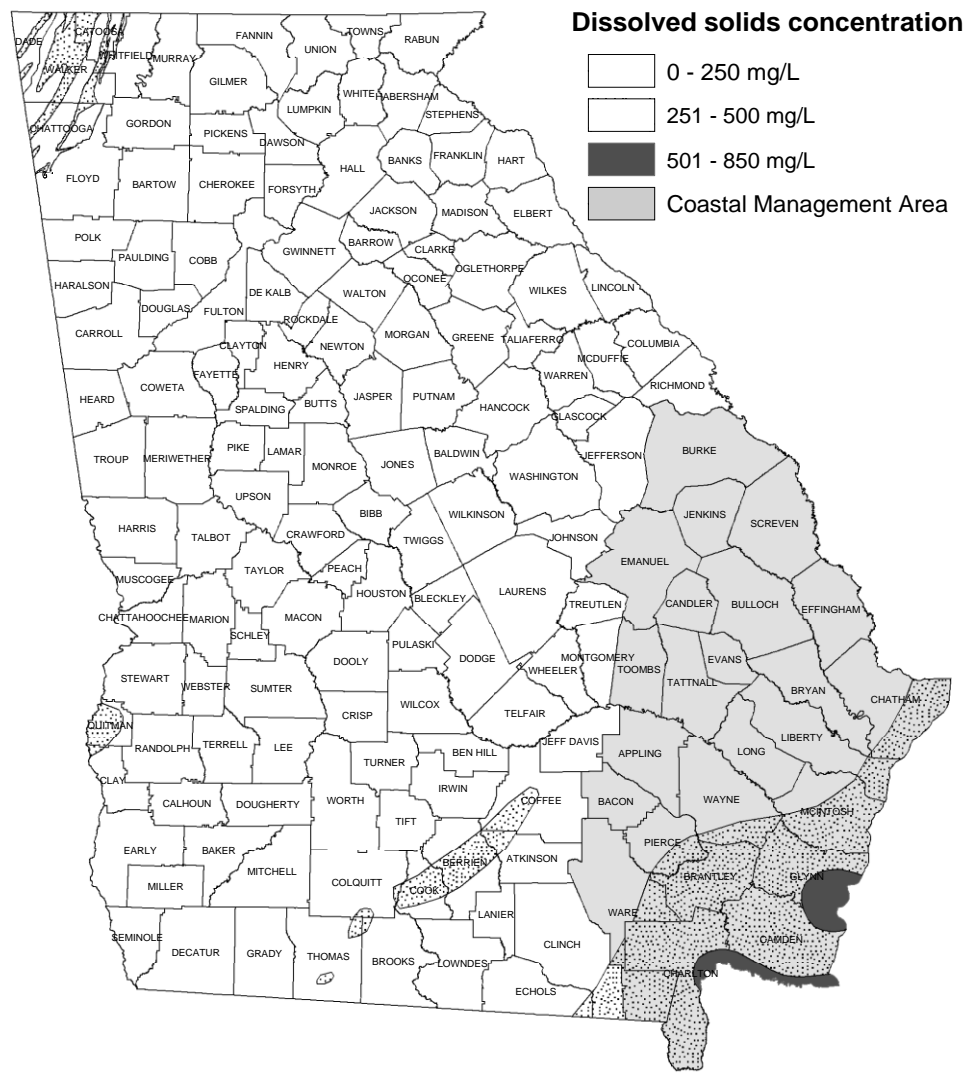 Dissolved solids concentration
0 - 250 mg/L
251 - 500 mg/L
501 - 850 mg/L
Coastal Management Area
DADE
CATOOSA
WHITFIELD
WALKER
MURRAY
FANNIN
UNION
TOWNS
RABUN
GILMER
LUMPKIN
WHITE
HABERSHAM
STEPHENS
CHATTOOGA
GORDON
PICKENS
DAWSON
FLOYD
BARTOW
CHEROKEE
FORSYTH
HALL
BANKS
FRANKLIN
HART
JACKSON
MADISON
ELBERT
POLK
PAULDING
COBB
GWINNETT
BARROW
CLARKE
OCONEE
OGLETHORPE
WILKES
LINCOLN
HARALSON
DOUGLAS
FULTON
DE KALB
ROCKDALE
WALTON
CARROLL
CLAYTON
HENRY
NEWTON
MORGAN
GREENE
TALIAFERRO
MCDUFFIE
COLUMBIA
WARREN
RICHMOND
HEARD
COWETA
FAYETTE
SPALDING
BUTTS
JASPER
PUTNAM
HANCOCK
GLASCOCK
TROUP
MERIWETHER
PIKE
LAMAR
MONROE
JONES
BALDWIN
WASHINGTON
JEFFERSON
BURKE
UPSON
BIBB
WILKINSON
JENKINS
SCREVEN
HARRIS
TALBOT
CRAWFORD
TWIGGS
JOHNSON
EMANUEL
TAYLOR
PEACH
HOUSTON
BLECKLEY
LAURENS
TREUTLEN
CANDLER
BULLOCH
EFFINGHAM
MUSCOGEE
CHATTAHOOCHEE
MARION
SCHLEY
MACON
PULASKI
DOOLY
DODGE
WHEELER
MONTGOMERY
TOOMBS
TATTNALL
EVANS
BRYAN
CHATHAM
STEWART
WEBSTER
SUMTER
CRISP
WILCOX
TELFAIR
QUITMAN
RANDOLPH
TERRELL
LEE
TURNER
BEN HILL
JEFF DAVIS
APPLING
LONG
LIBERTY
CLAY
CALHOUN
DOUGHERTY
WORTH
IRWIN
TIFT
COFFEE
BACON
WAYNE
MCINTOSH
EARLY
BAKER
MITCHELL
COLQUITT
BERRIEN
ATKINSON
PIERCE
BRANTLEY
GLYNN
MILLER
COOK
LANIER
WARE
CAMDEN
SEMINOLE
DECATUR
GRADY
THOMAS
BROOKS
LOWNDES
CLINCH
ECHOLS
CHARLTON